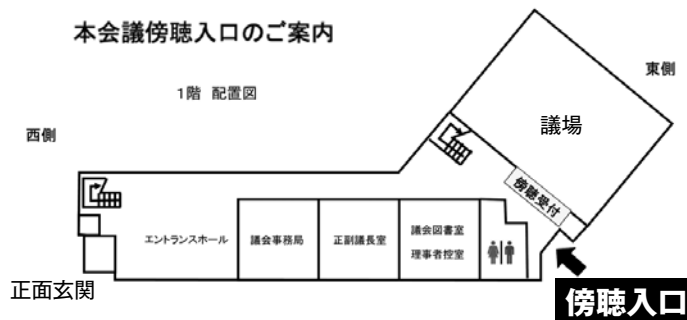 本会議傍聴入口のご案内
1階 配置図
東側
西側
議場
傍聴受付
エントランスホール
議会事務局
正副議長室
議会図書室
理事者控室
正面玄関
傍聴入口